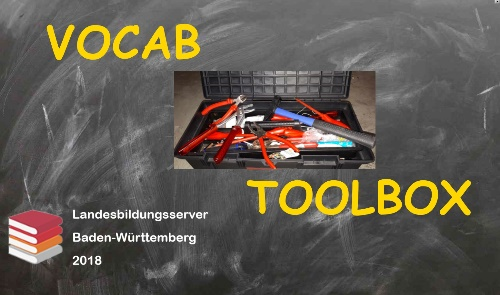 VOCAB
TOOLBOX
Landesbildungsserver
Baden-Württemberg
2018